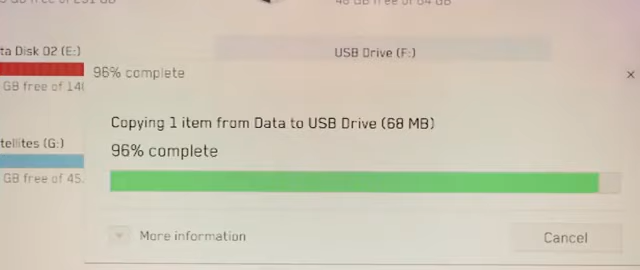 ta Disk D2 (E:)
USB Drive (F:)
96% complete
GB free of 140
Copying 1 item from Data to USB Drive (68 MB)
96% complete
tellites (G:)
GB free of 45.
More information
Cancel